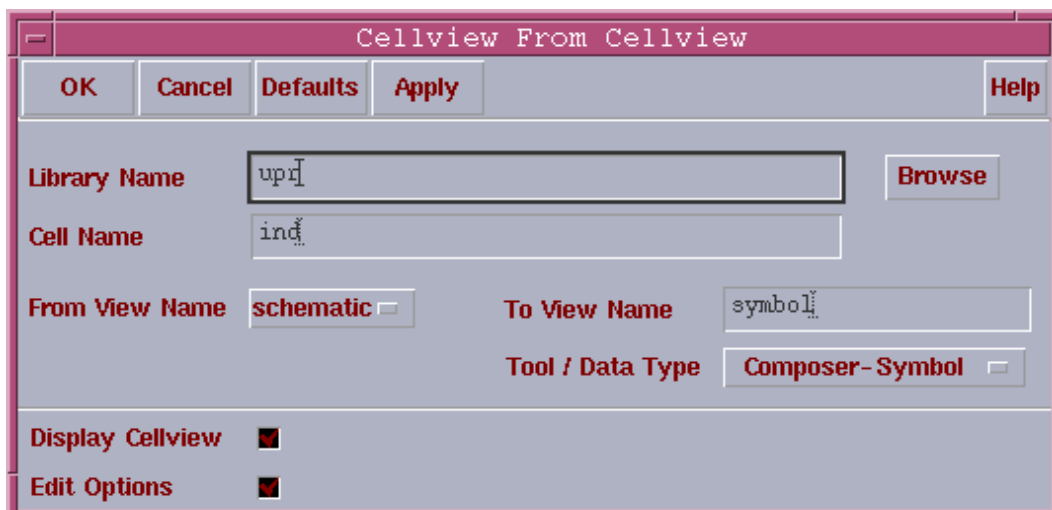 Cellview From Cellview
OK Cancel Defaults Apply Help
Library Name upr Browse
Cell Name ind
From View Name schematic To View Name symbol
Tool / Data Type Composer-Symbol
Display Cellview
Edit Options